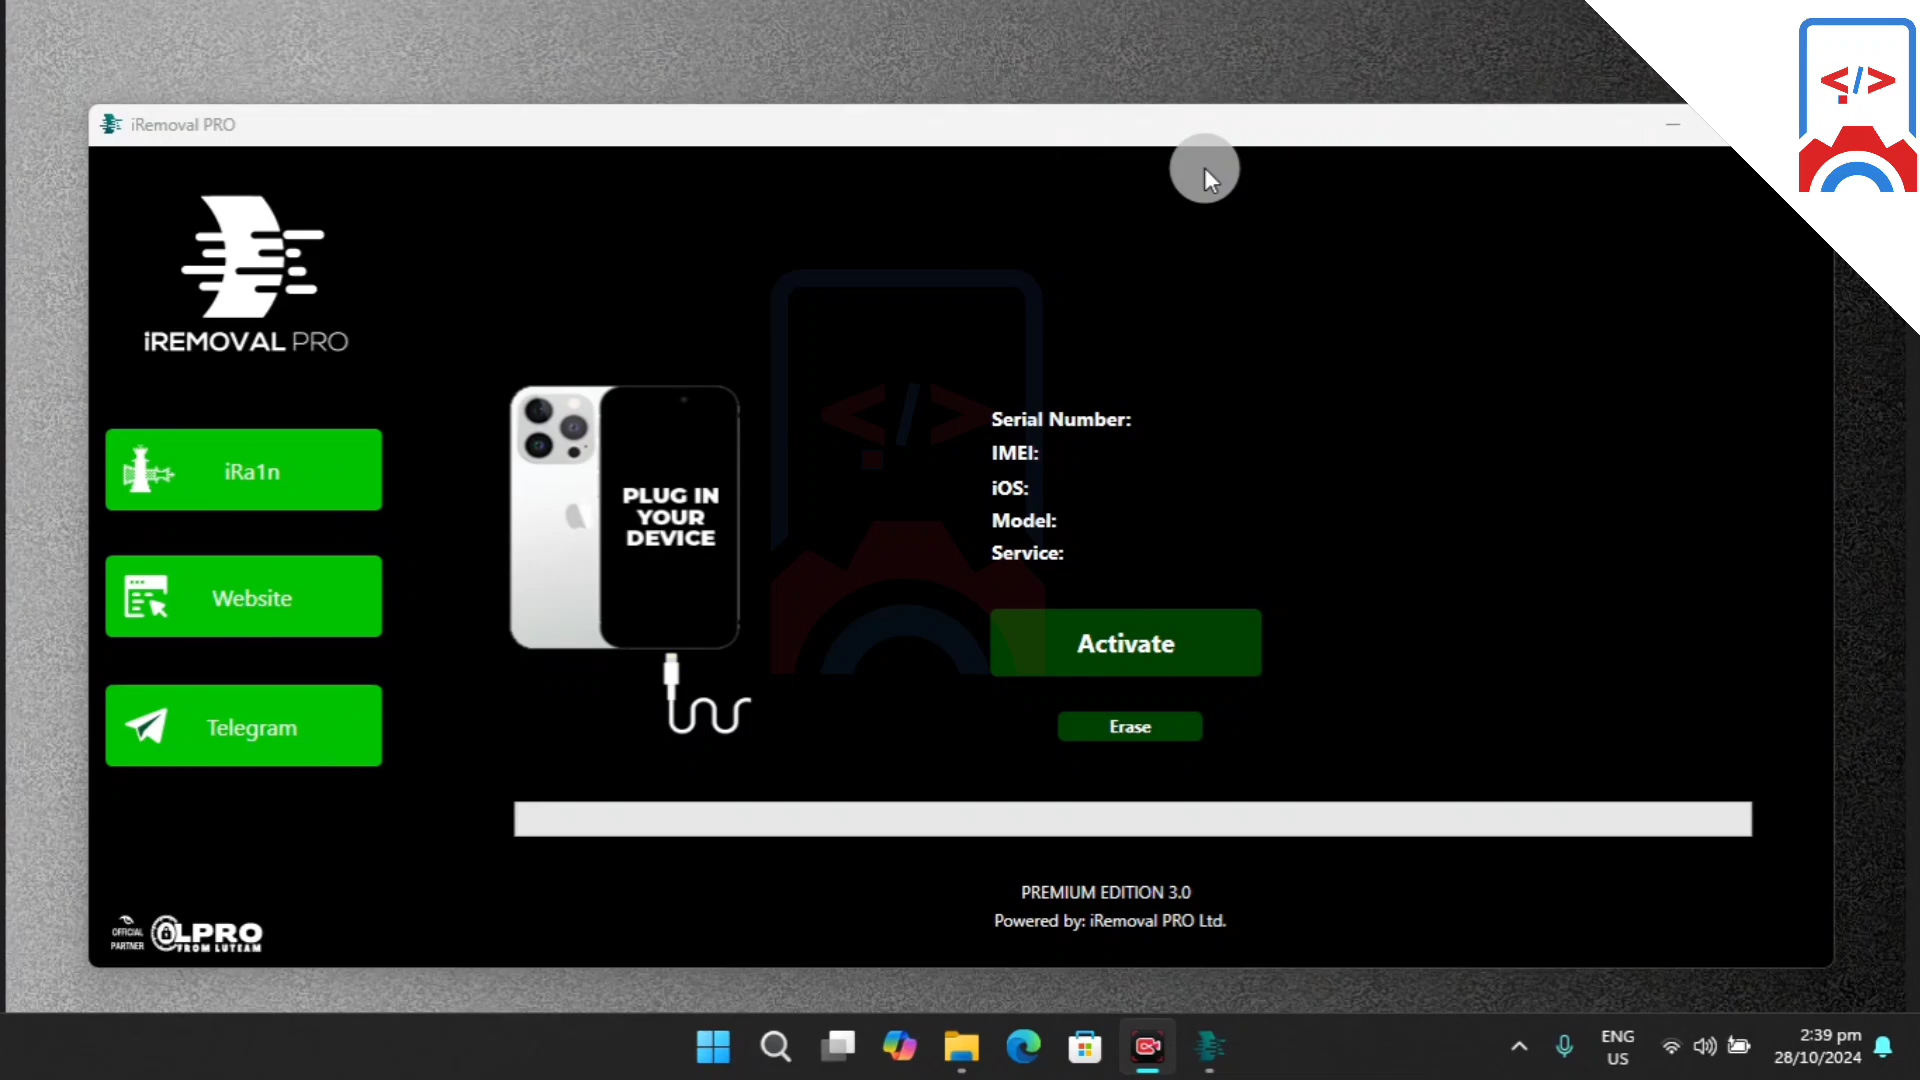 iRemoval PRO
iREMOVAL PRO
iRa1n
Website
Telegram
PLUG IN
YOUR
DEVICE
Serial Number:
IMEI:
iOS:
Model:
Service:
Activate
Erase
PREMIUM EDITION 3.0
Powered by: iRemoval PRO Ltd.
OFFICIAL
PARTNER
LPRO
FROM LUTEAM
ENG
US
2:39 pm
28/10/2024